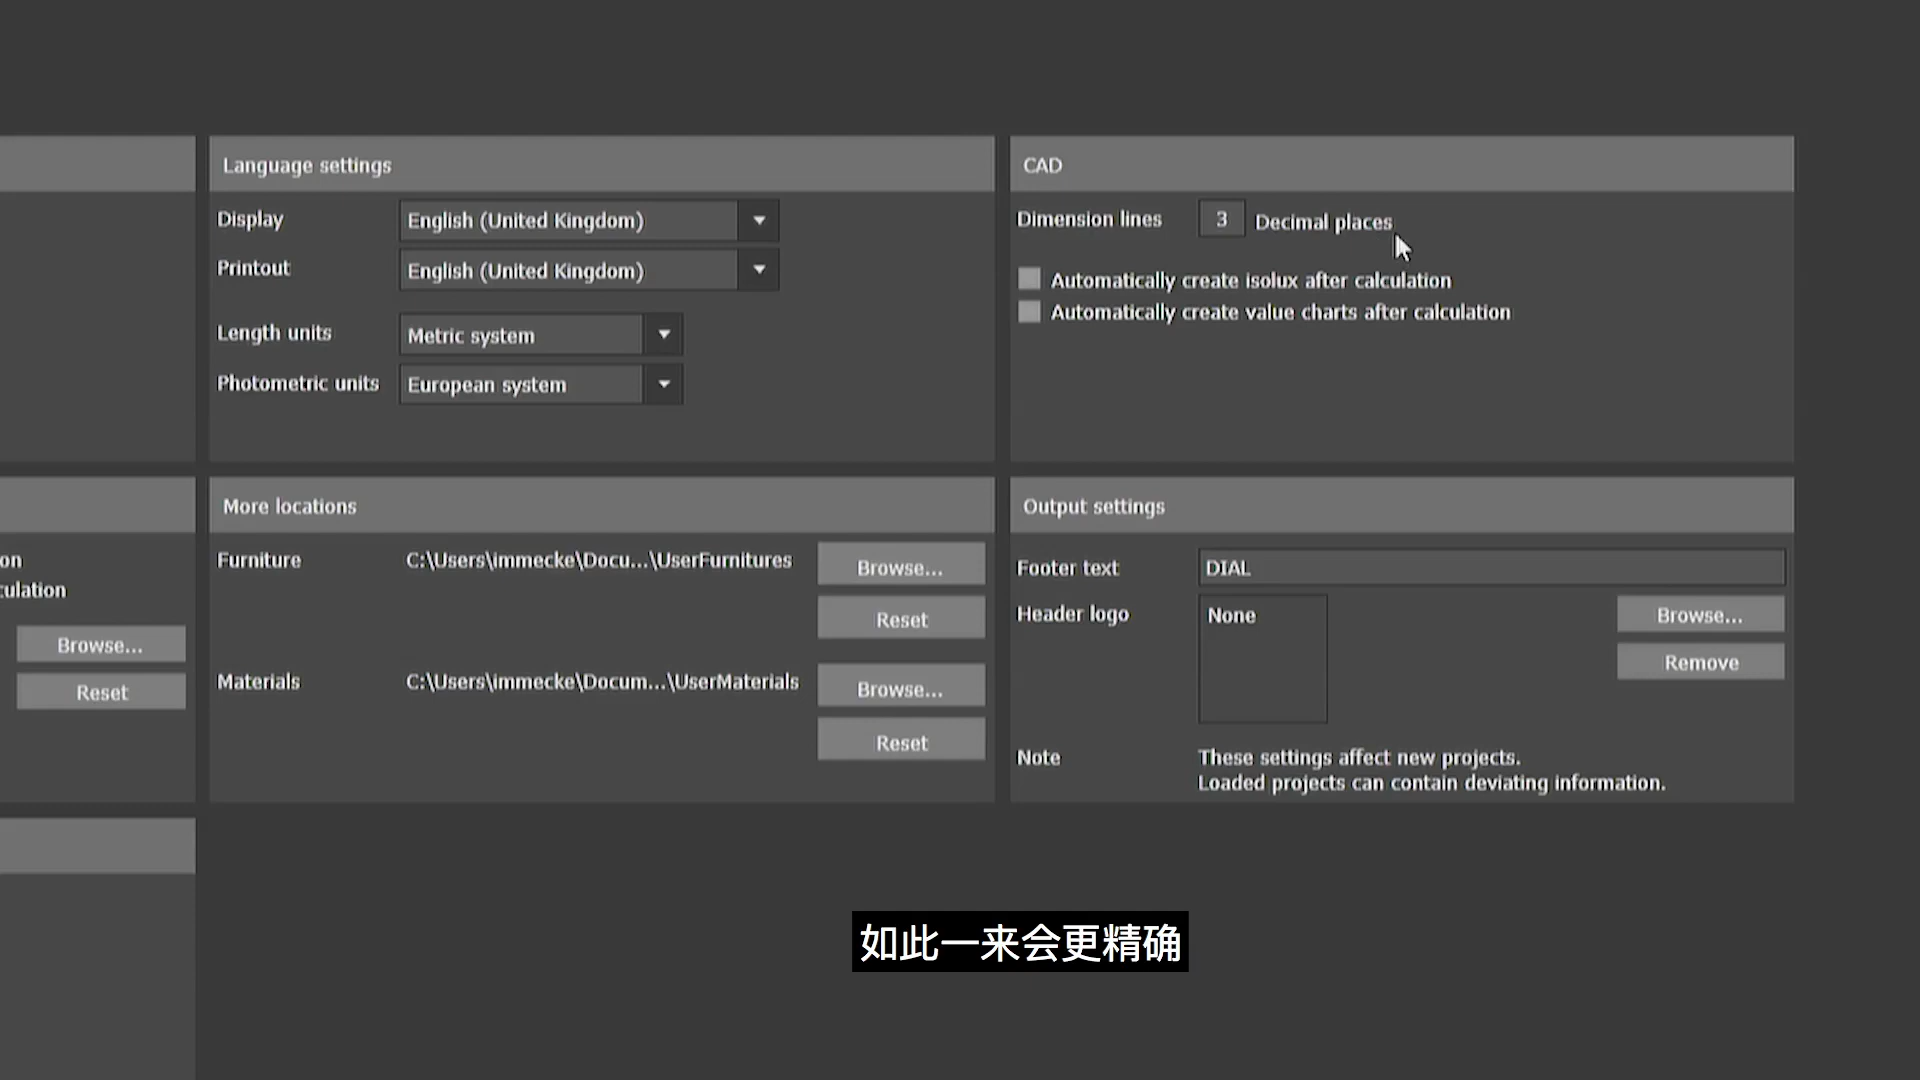 Language settings
Display
English (United Kingdom)
Printout
English (United Kingdom)
Length units
Metric system
Photometric units
European system
CAD
Dimension lines 3 Decimal places
Automatically create isolux after calculation
Automatically create value charts after calculation
on
culation
Browse...
Reset
More locations
Furniture C:\Users\immecke\Docu...\UserFurnitures
Browse...
Reset
Materials C:\Users\immecke\Docum...\UserMaterials
Browse...
Reset
Output settings
Footer text DIAL
Header logo None
Browse...
Remove
Note These settings affect new projects.
Loaded projects can contain deviating information.
如此一来会更精确